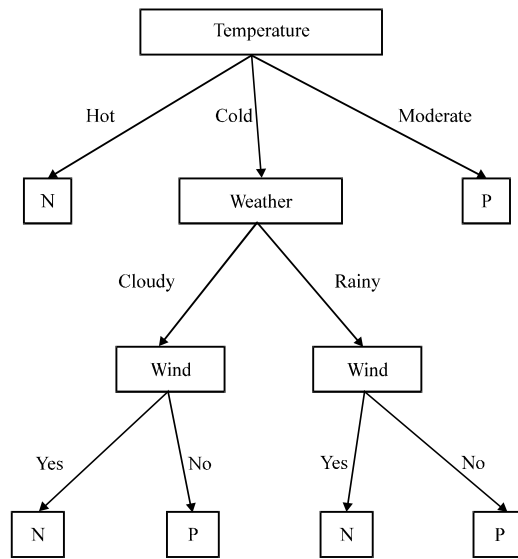 Temperature
Hot
Cold
Moderate
N
Weather
P
Cloudy
Rainy
Wind
Wind
Yes
No
Yes
No
N
P
N
P